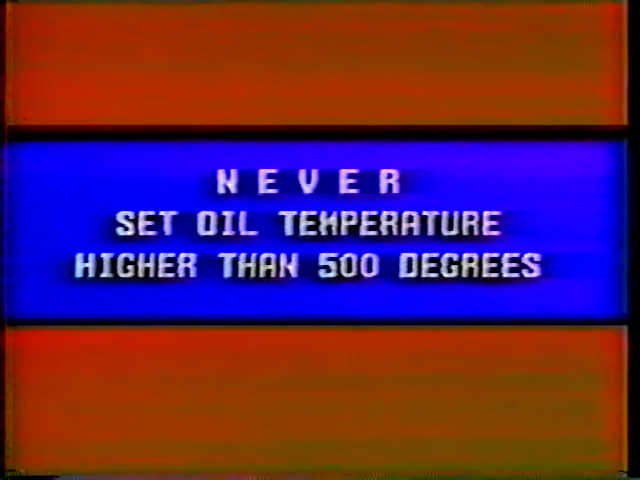 N E V E R
SET OIL TEMPERATURE
HIGHER THAN 500 DEGREES